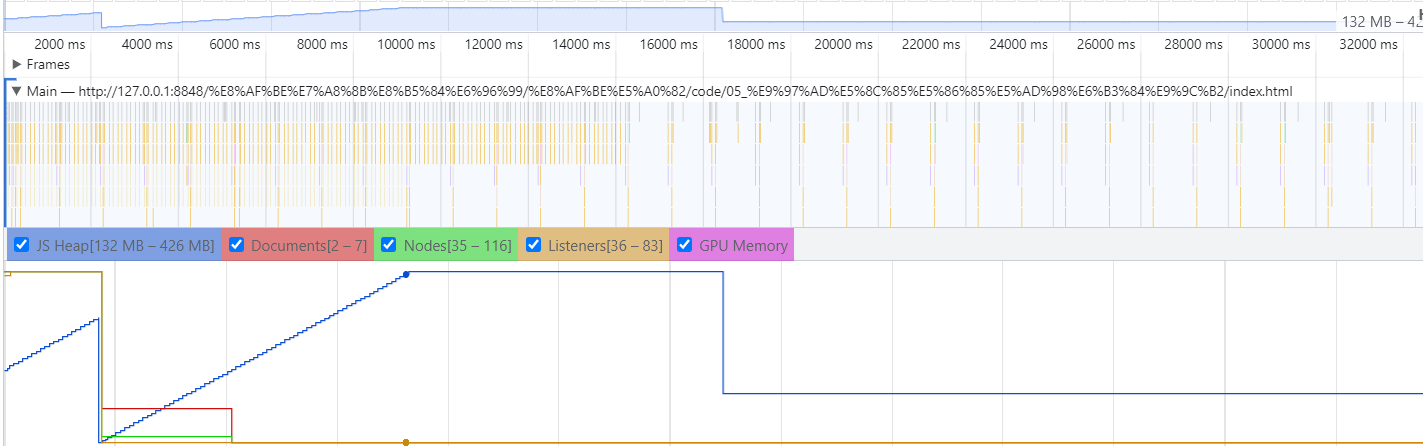 132 MB – 42
2000 ms 4000 ms 6000 ms 8000 ms 10000 ms 12000 ms 14000 ms 16000 ms 18000 ms 20000 ms 22000 ms 24000 ms 26000 ms 28000 ms 30000 ms 32000 ms
Frames
Main — http://127.0.0.1:8848/%E8%AF%BE%E7%A8%8B%E8%B5%84%E6%96%99/%E8%AF%BE%E5%A0%82/code/05_%E9%97%AD%E5%8C%85%E5%86%85%E5%AD%98%E6%B3%84%E9%9C%B2/index.html
JS Heap[132 MB – 426 MB] Documents[2 – 7] Nodes[35 – 116] Listeners[36 – 83] GPU Memory